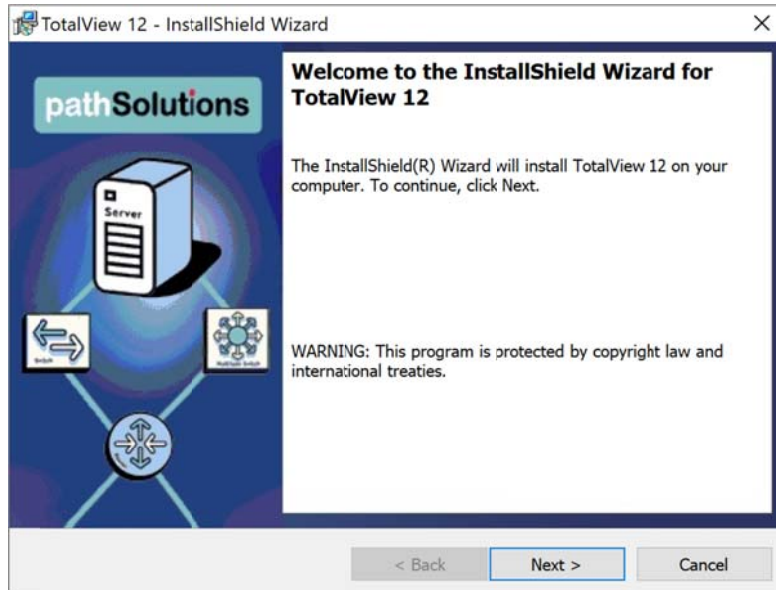 TotalView 12 - InstallShield Wizard
pathSolutions
Welcome to the InstallShield Wizard for
TotalView 12
The InstallShield(R) Wizard will install TotalView 12 on your
computer. To continue, click Next.
Server
Switch
WARNING: This program is protected by copyright law and
international treaties.
< Back
Next >
Cancel